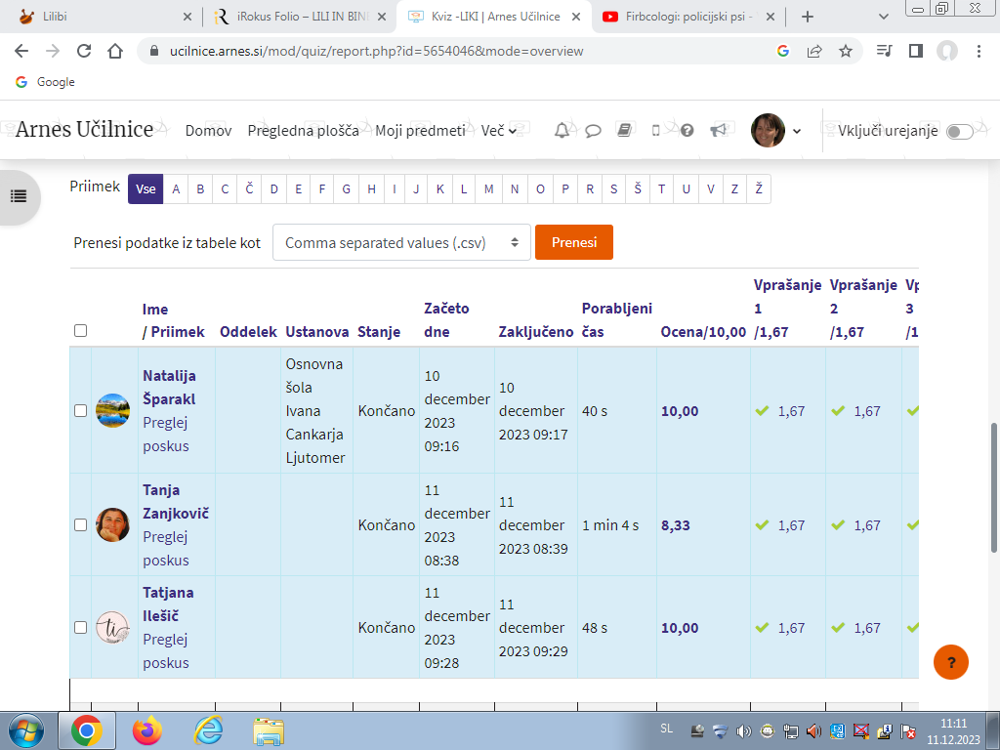 Lilibi
iRokus Folio – LILI IN BIN
Kviz -LIKI | Arnes Učilnice
Firbcologi: policijski psi -
ucilnice.arnes.si/mod/quiz/report.php?id=5654046&mode=overview
Google
Arnes Učilnice
Domov
Pregledna plošča
Moji predmeti
Več
Vključi urejanje
Priimek
Vse A B C Č D E F G H I J K L M N O P R S Š T U V Z Ž
Prenesi podatke iz tabele kot
Comma separated values (.csv)
Prenesi
Ime
/ Priimek
Oddelek
Ustanova
Stanje
Začeto
dne
Zaključeno
Porabljeni
čas
Ocena/10,00
Vprašanje
1
/1,67
Vprašanje
2
/1,67
Vp
3
/1
Natalija
Šparakl
Preglej
poskus
Osnovna
šola
Ivana
Cankarja
Ljutomer
Končano
10
december
2023
09:16
10
december
2023 09:17
40 s
10,00
1,67
1,67
Tanja
Zanjkovič
Preglej
poskus
Končano
11
december
2023
08:38
11
december
2023 08:39
1 min 4 s
8,33
1,67
1,67
Tatjana
Ilešič
Preglej
poskus
ti
Končano
11
december
2023
09:28
11
december
2023 09:29
48 s
10,00
1,67
1,67
?
SL
11:11
11.12.2023